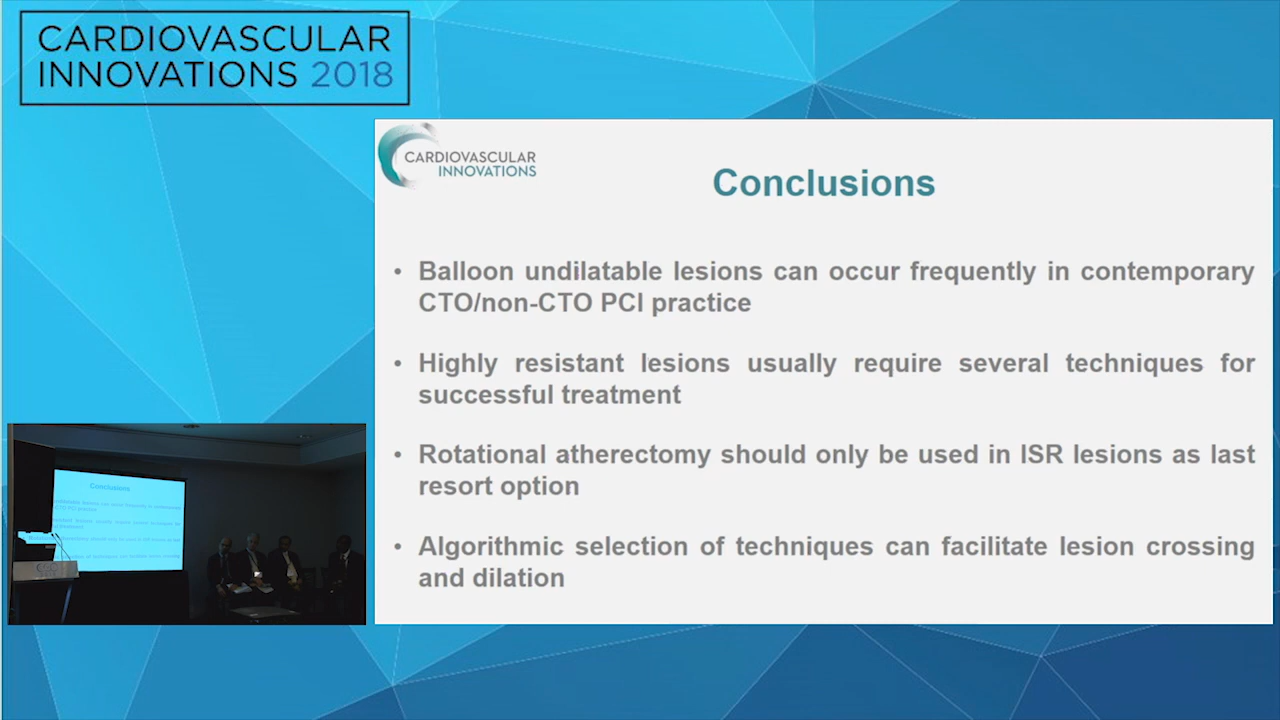 CARDIOVASCULAR
INNOVATIONS 2018
CARDIOVASCULAR
INNOVATIONS
Conclusions
• Balloon undilatable lesions can occur frequently in contemporary
CTO/non-CTO PCI practice
• Highly resistant lesions usually require several techniques for
successful treatment
• Rotational atherectomy should only be used in ISR lesions as last
resort option
• Algorithmic selection of techniques can facilitate lesion crossing
and dilation
Conclusions